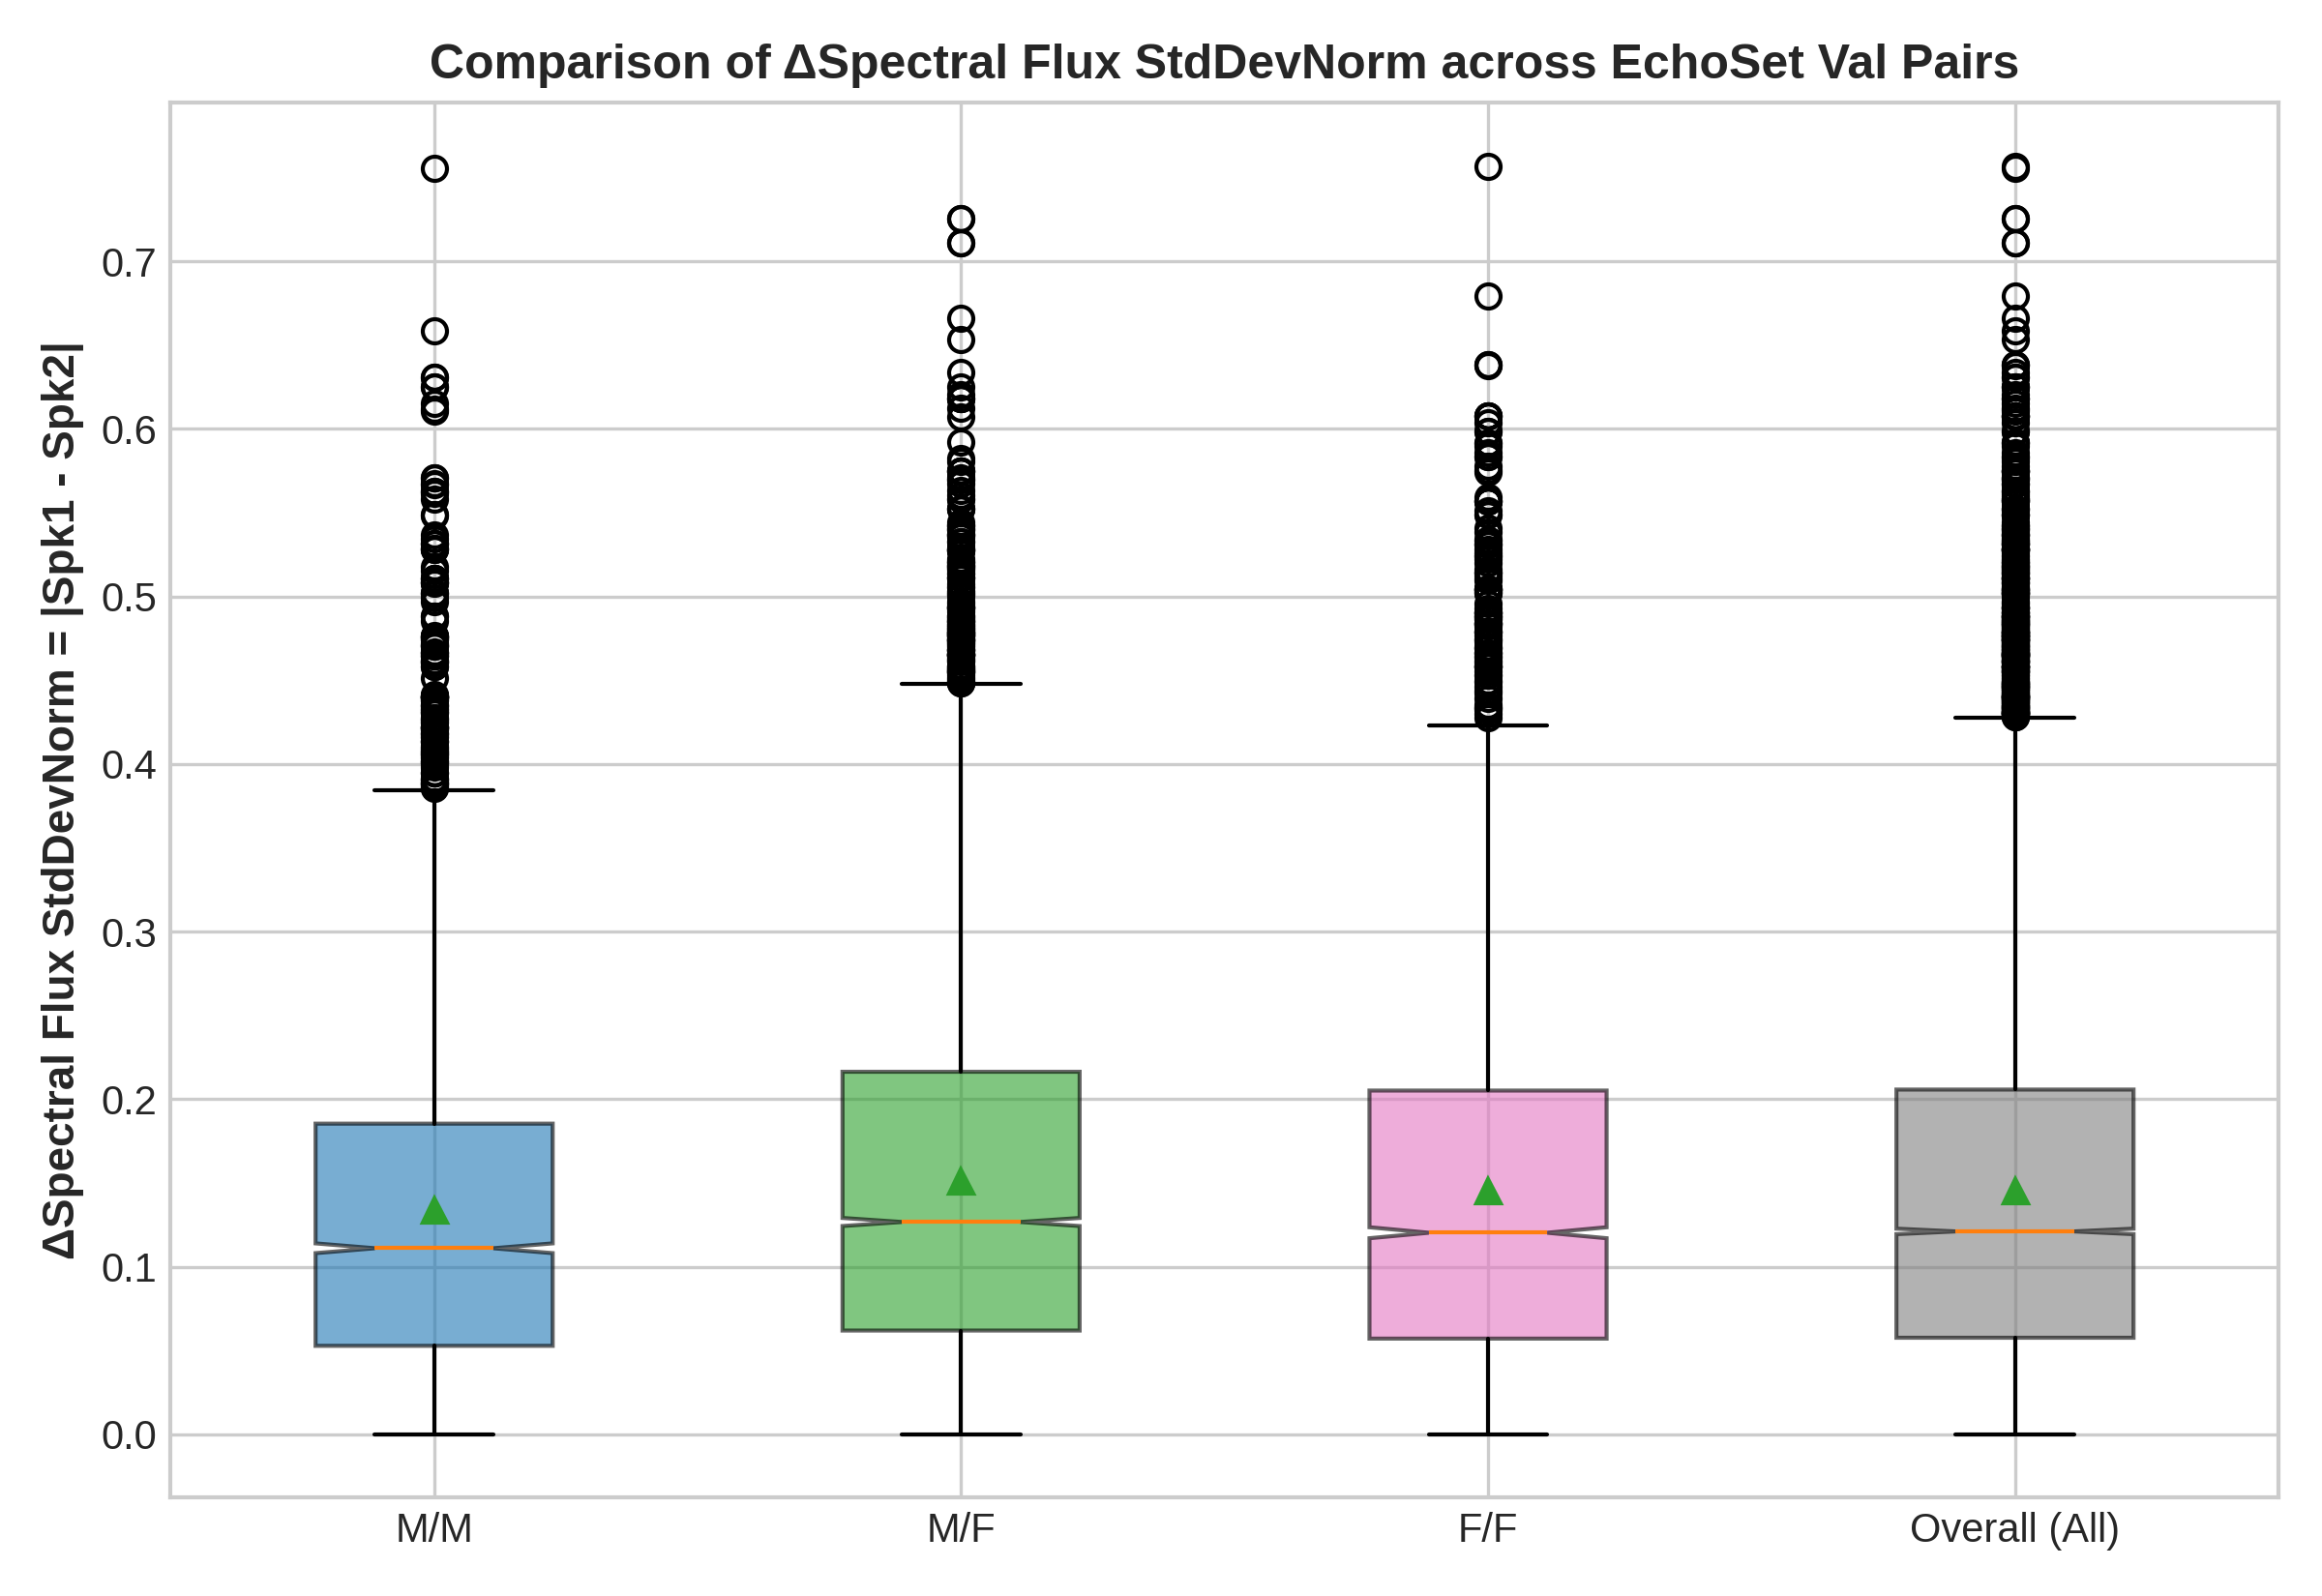 Comparison of ΔSpectral Flux StdDevNorm across EchoSet Val Pairs
ΔSpectral Flux StdDevNorm = |Spk1 - Spk2|
0.7
0.6
0.5
0.4
0.3
0.2
0.1
0.0
M/M
M/F
F/F
Overall (All)